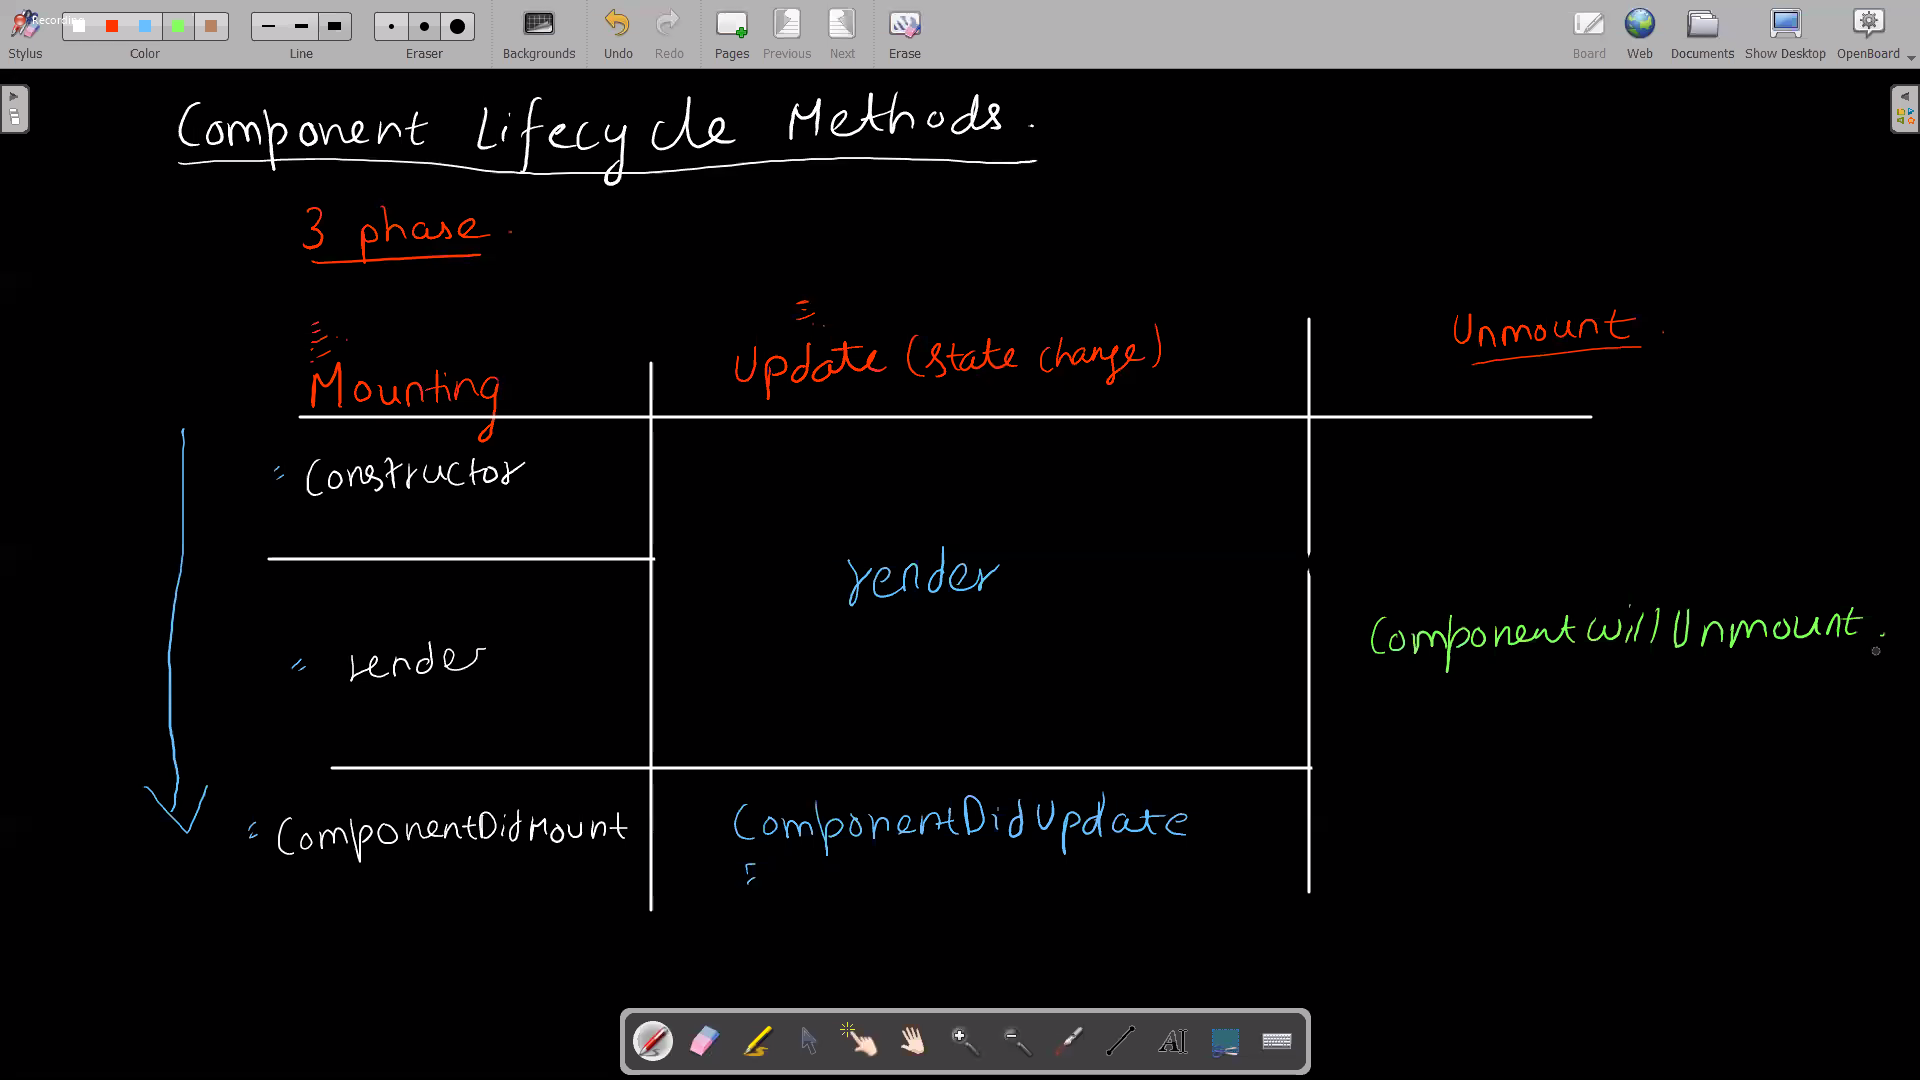 Recording
Stylus Color Line Eraser Backgrounds Undo Redo Pages Previous Next Erase Board Web Documents Show Desktop OpenBoard
Component Lifecycle Methods.
3 phase.
Mounting Update (state change) Unmount.
Constructor
render
render
ComponentWillUnmount.
ComponentDidMount ComponentDidUpdate